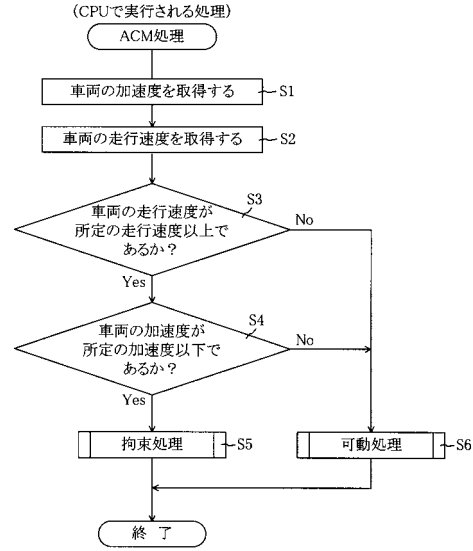 (CPUで実行される処理)
ACM処理
車両の加速度を取得する
S1
車両の走行速度を取得する
S2
車両の走行速度が
所定の走行速度以上で
あるか？
S3
No
Yes
車両の加速度が
所定の加速度以下で
あるか？
S4
No
Yes
拘束処理
S5
可動処理
S6
終了